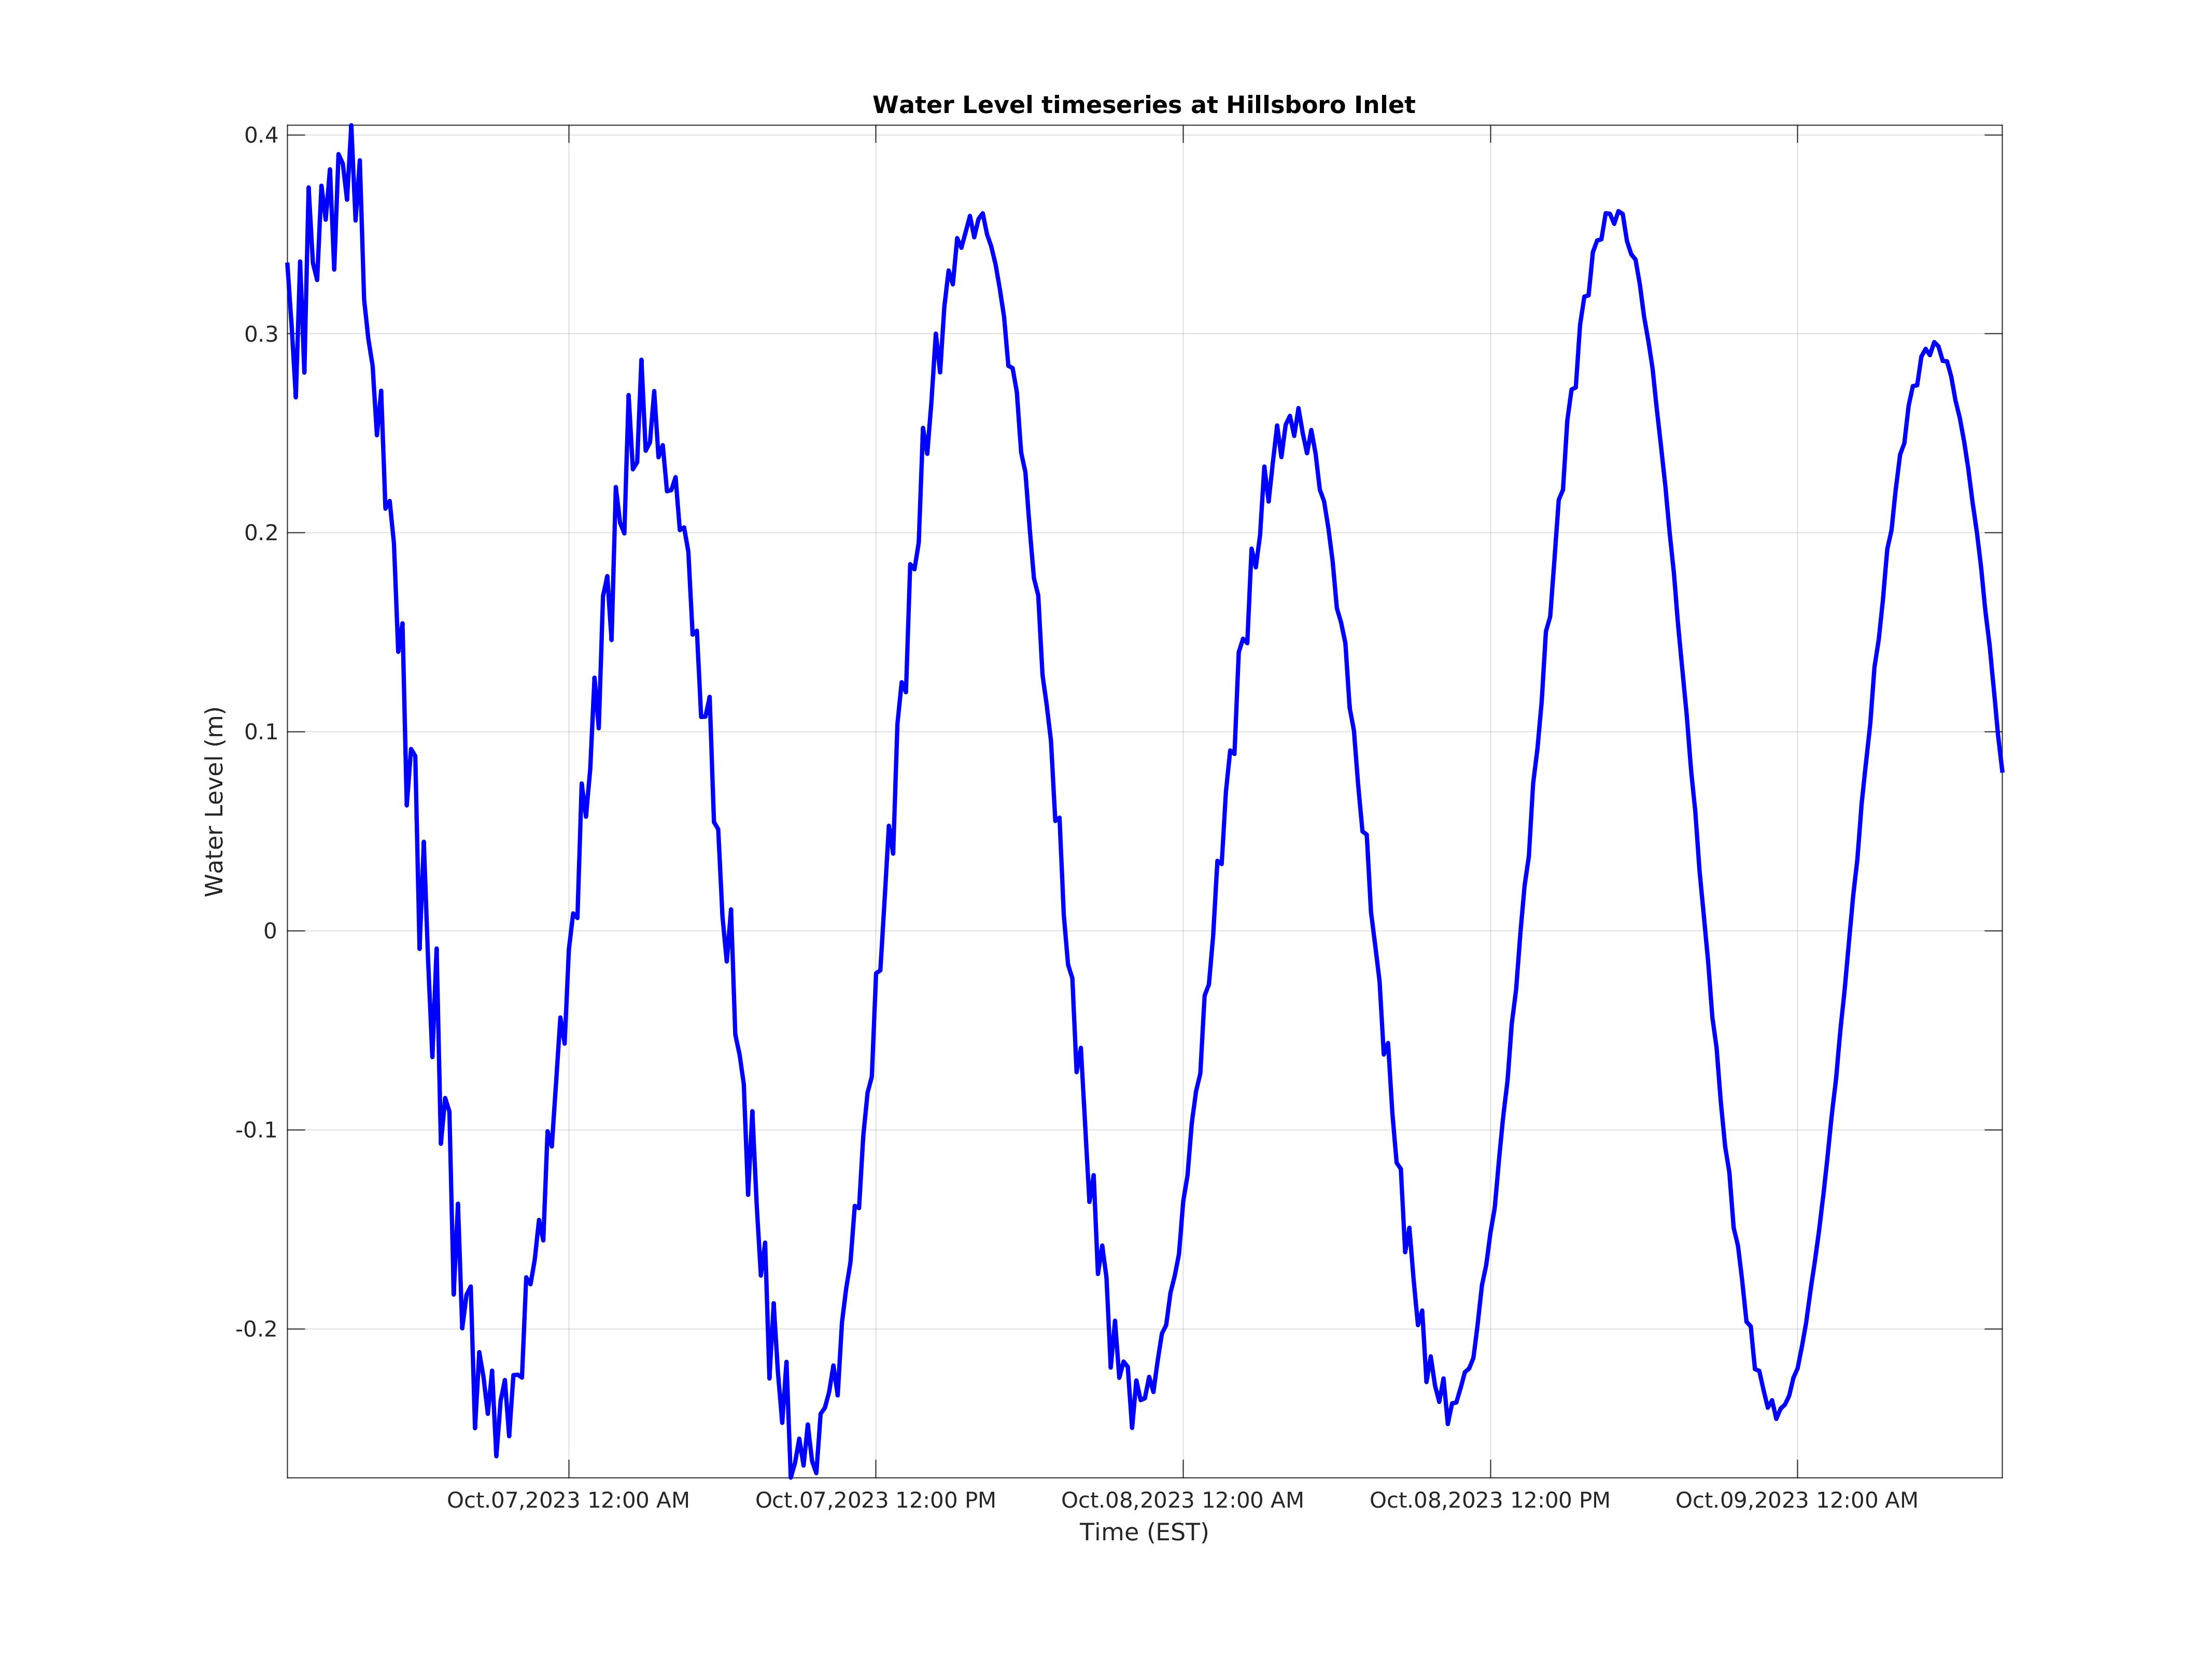 Water Level timeseries at Hillsboro Inlet
0.4
0.3
0.2
0.1
0
-0.1
-0.2
Water Level (m)
Oct.07,2023 12:00 AM Oct.07,2023 12:00 PM Oct.08,2023 12:00 AM Oct.08,2023 12:00 PM Oct.09,2023 12:00 AM
Time (EST)